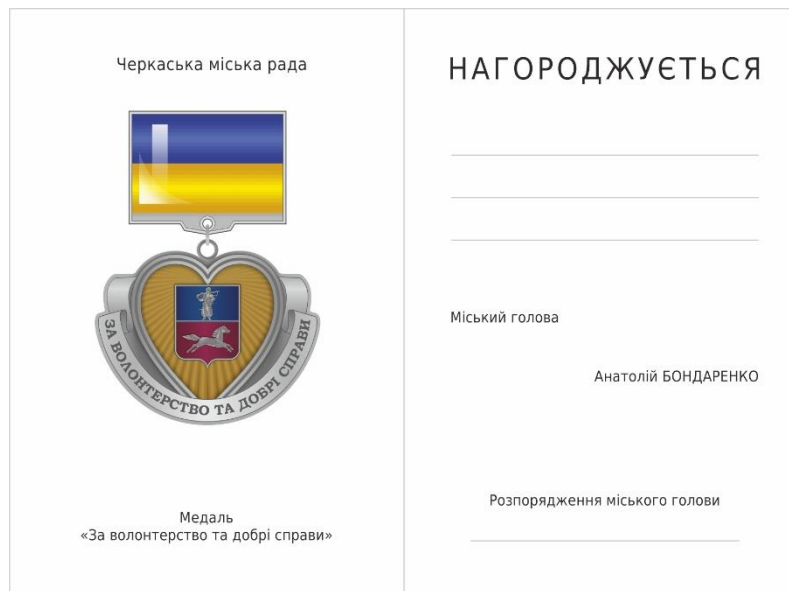 Черкаська міська рада
ЗА ВОЛОНТЕРСТВО ТА ДОБРІ СПРАВИ
Медаль
«За волонтерство та добрі справи»
НАГОРОДЖУЄТЬСЯ
Міський голова
Анатолій БОНДАРЕНКО
Розпорядження міського голови